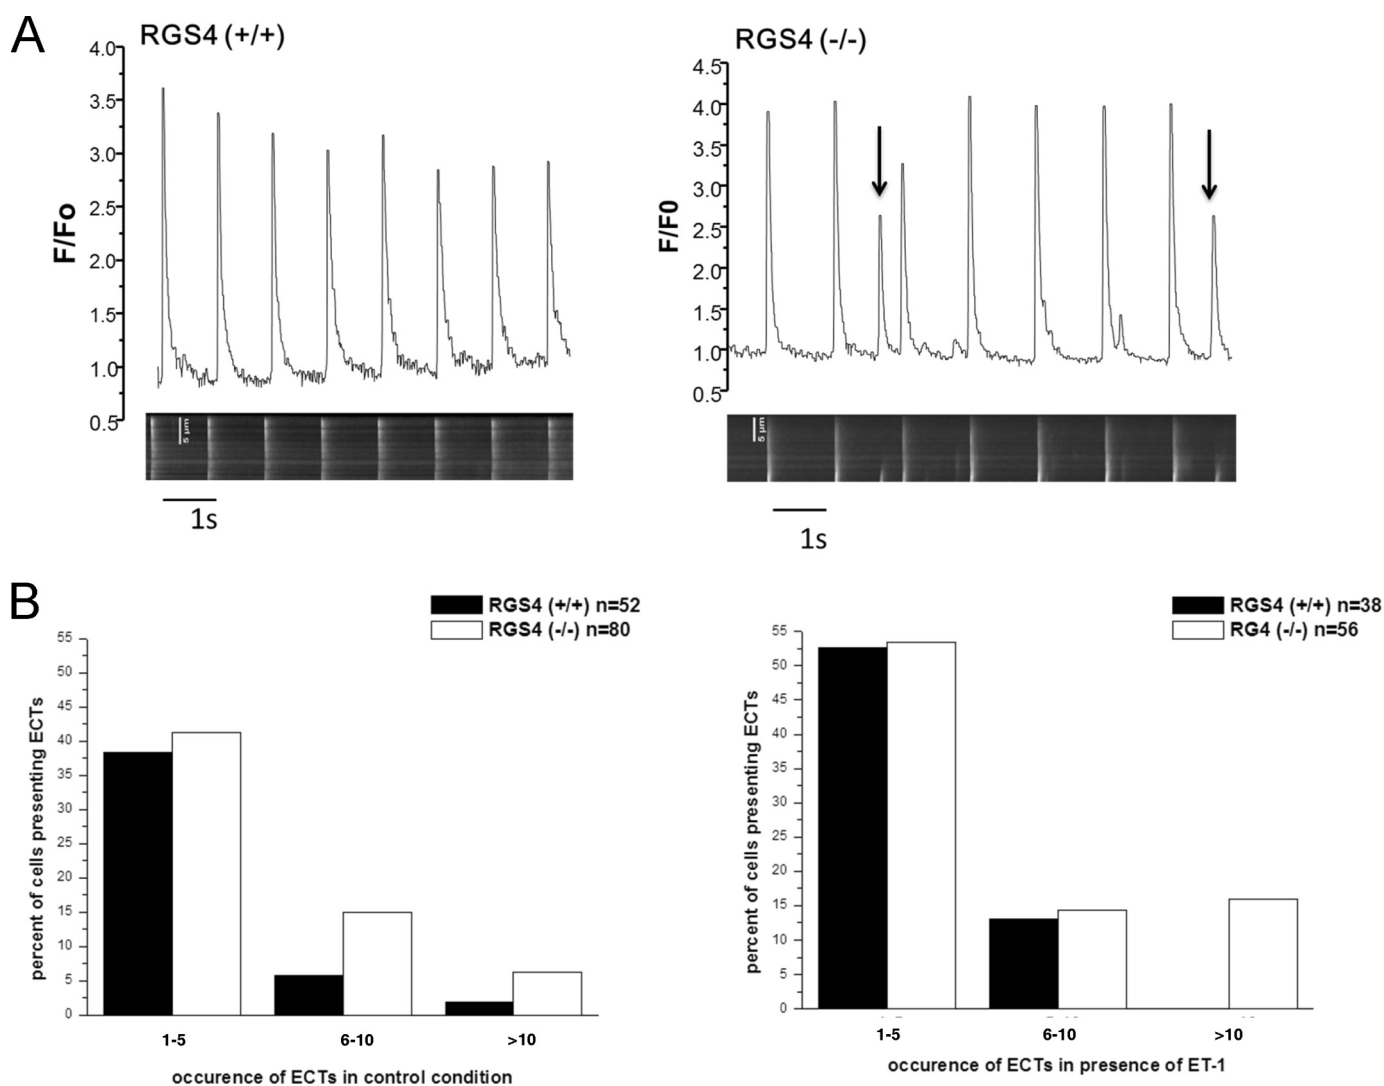 A
RGS4 (+/+)
4.0
3.5
3.0
2.5
2.0
1.5
1.0
0.5
F/Fo
5 µm
1s
RGS4 (-/-)
4.5
4.0
3.5
3.0
2.5
2.0
1.5
1.0
0.5
F/F0
5 µm
1s
B
RGS4 (+/+) n=52
RGS4 (-/-) n=80
55
50
45
40
35
30
25
20
15
10
5
0
percent of cells presenting ECTs
1-5 6-10 >10
occurence of ECTs in control condition
RGS4 (+/+) n=38
RG4 (-/-) n=56
55
50
45
40
35
30
25
20
15
10
5
0
percent of cells presenting ECTs
1-5 6-10 >10
occurence of ECTs in presence of ET-1